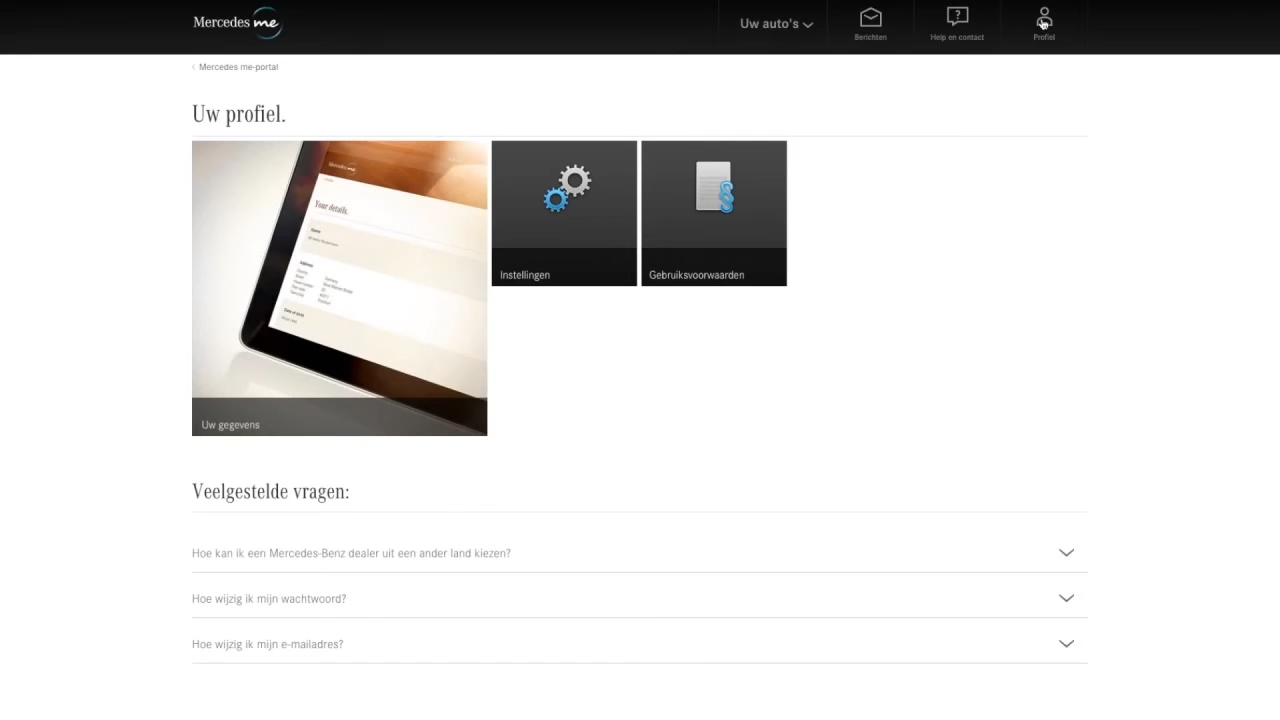 Mercedes me
Uw auto's
Berichten
Help en contact
Profiel
Mercedes me-portal
Uw profiel.
Your details.
Uw gegevens
Instellingen
Gebruiksvoorwaarden
Veelgestelde vragen:
Hoe kan ik een Mercedes-Benz dealer uit een ander land kiezen?
Hoe wijzig ik mijn wachtwoord?
Hoe wijzig ik mijn e-mailadres?